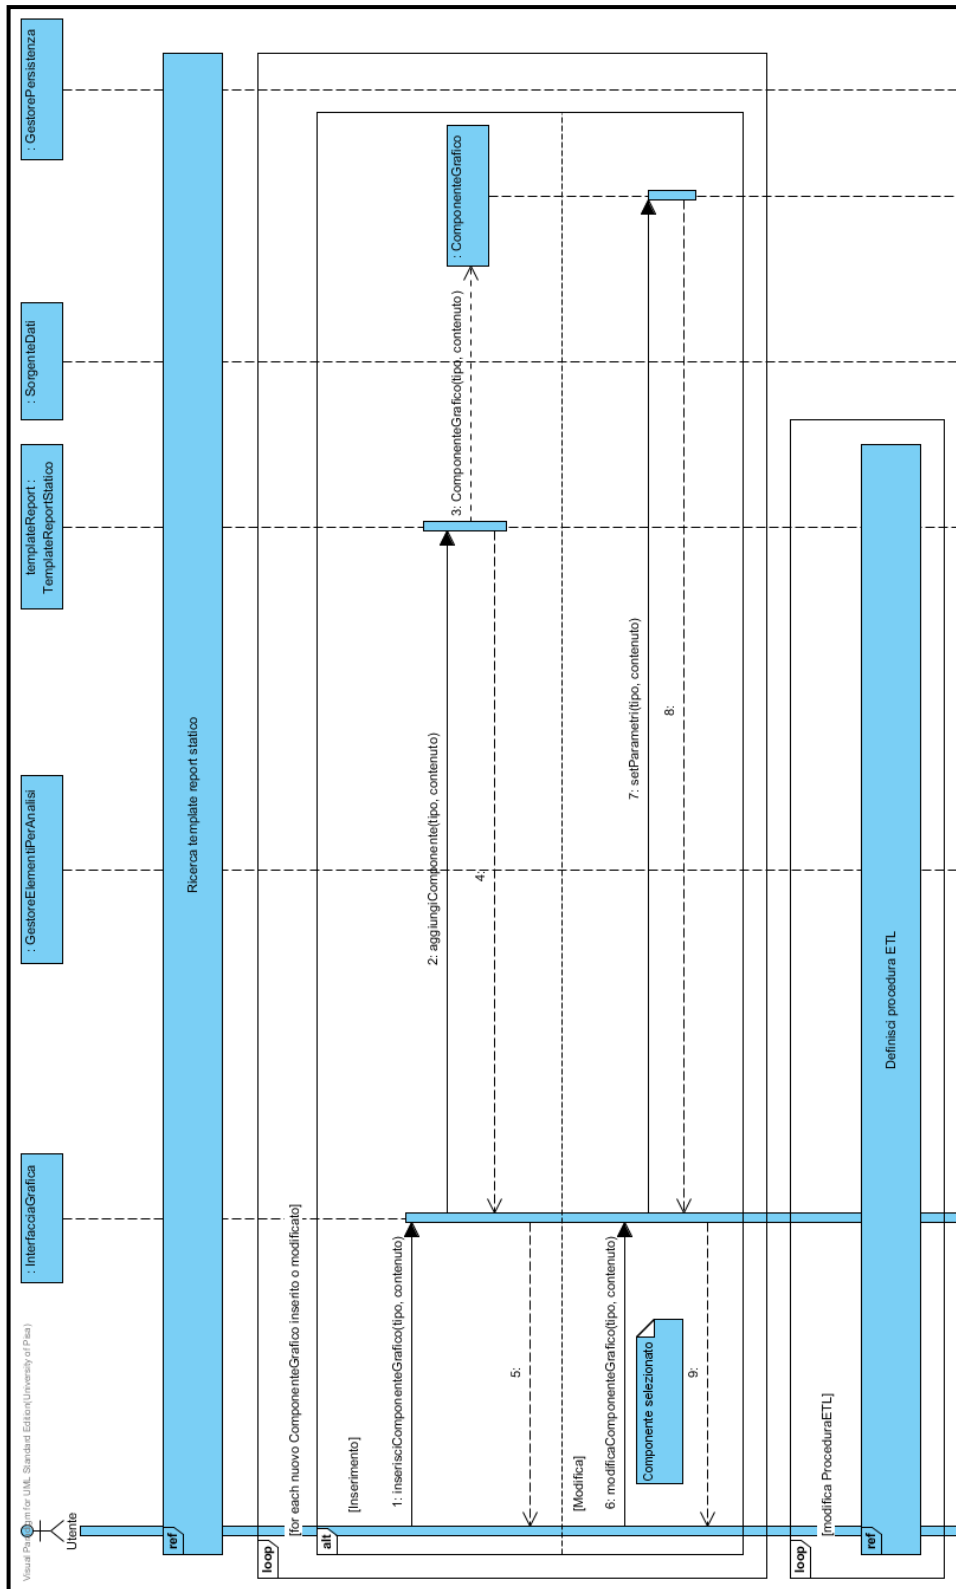 Visual Paradigm for UML Standard Edition(University of Pisa)
Utente
: InterfacciaGrafica
: GestoreElementiPerAnalisi
templateReport :
TemplateReportStatico
: SorgenteDati
: GestorePersistenza
ref
Ricerca template report statico
loop
[for each nuovo ComponenteGrafico inserito o modificato]
alt
[Inserimento]
1: inserisciComponenteGrafico(tipo, contenuto)
2: aggiungiComponente(tipo, contenuto)
3: ComponenteGrafico(tipo, contenuto)
: ComponenteGrafico
4:
5:
[Modifica]
6: modificaComponenteGrafico(tipo, contenuto)
Componente selezionato
7: setParametri(tipo, contenuto)
8:
9:
loop
[modifica ProceduraETL]
ref
Definisci procedura ETL